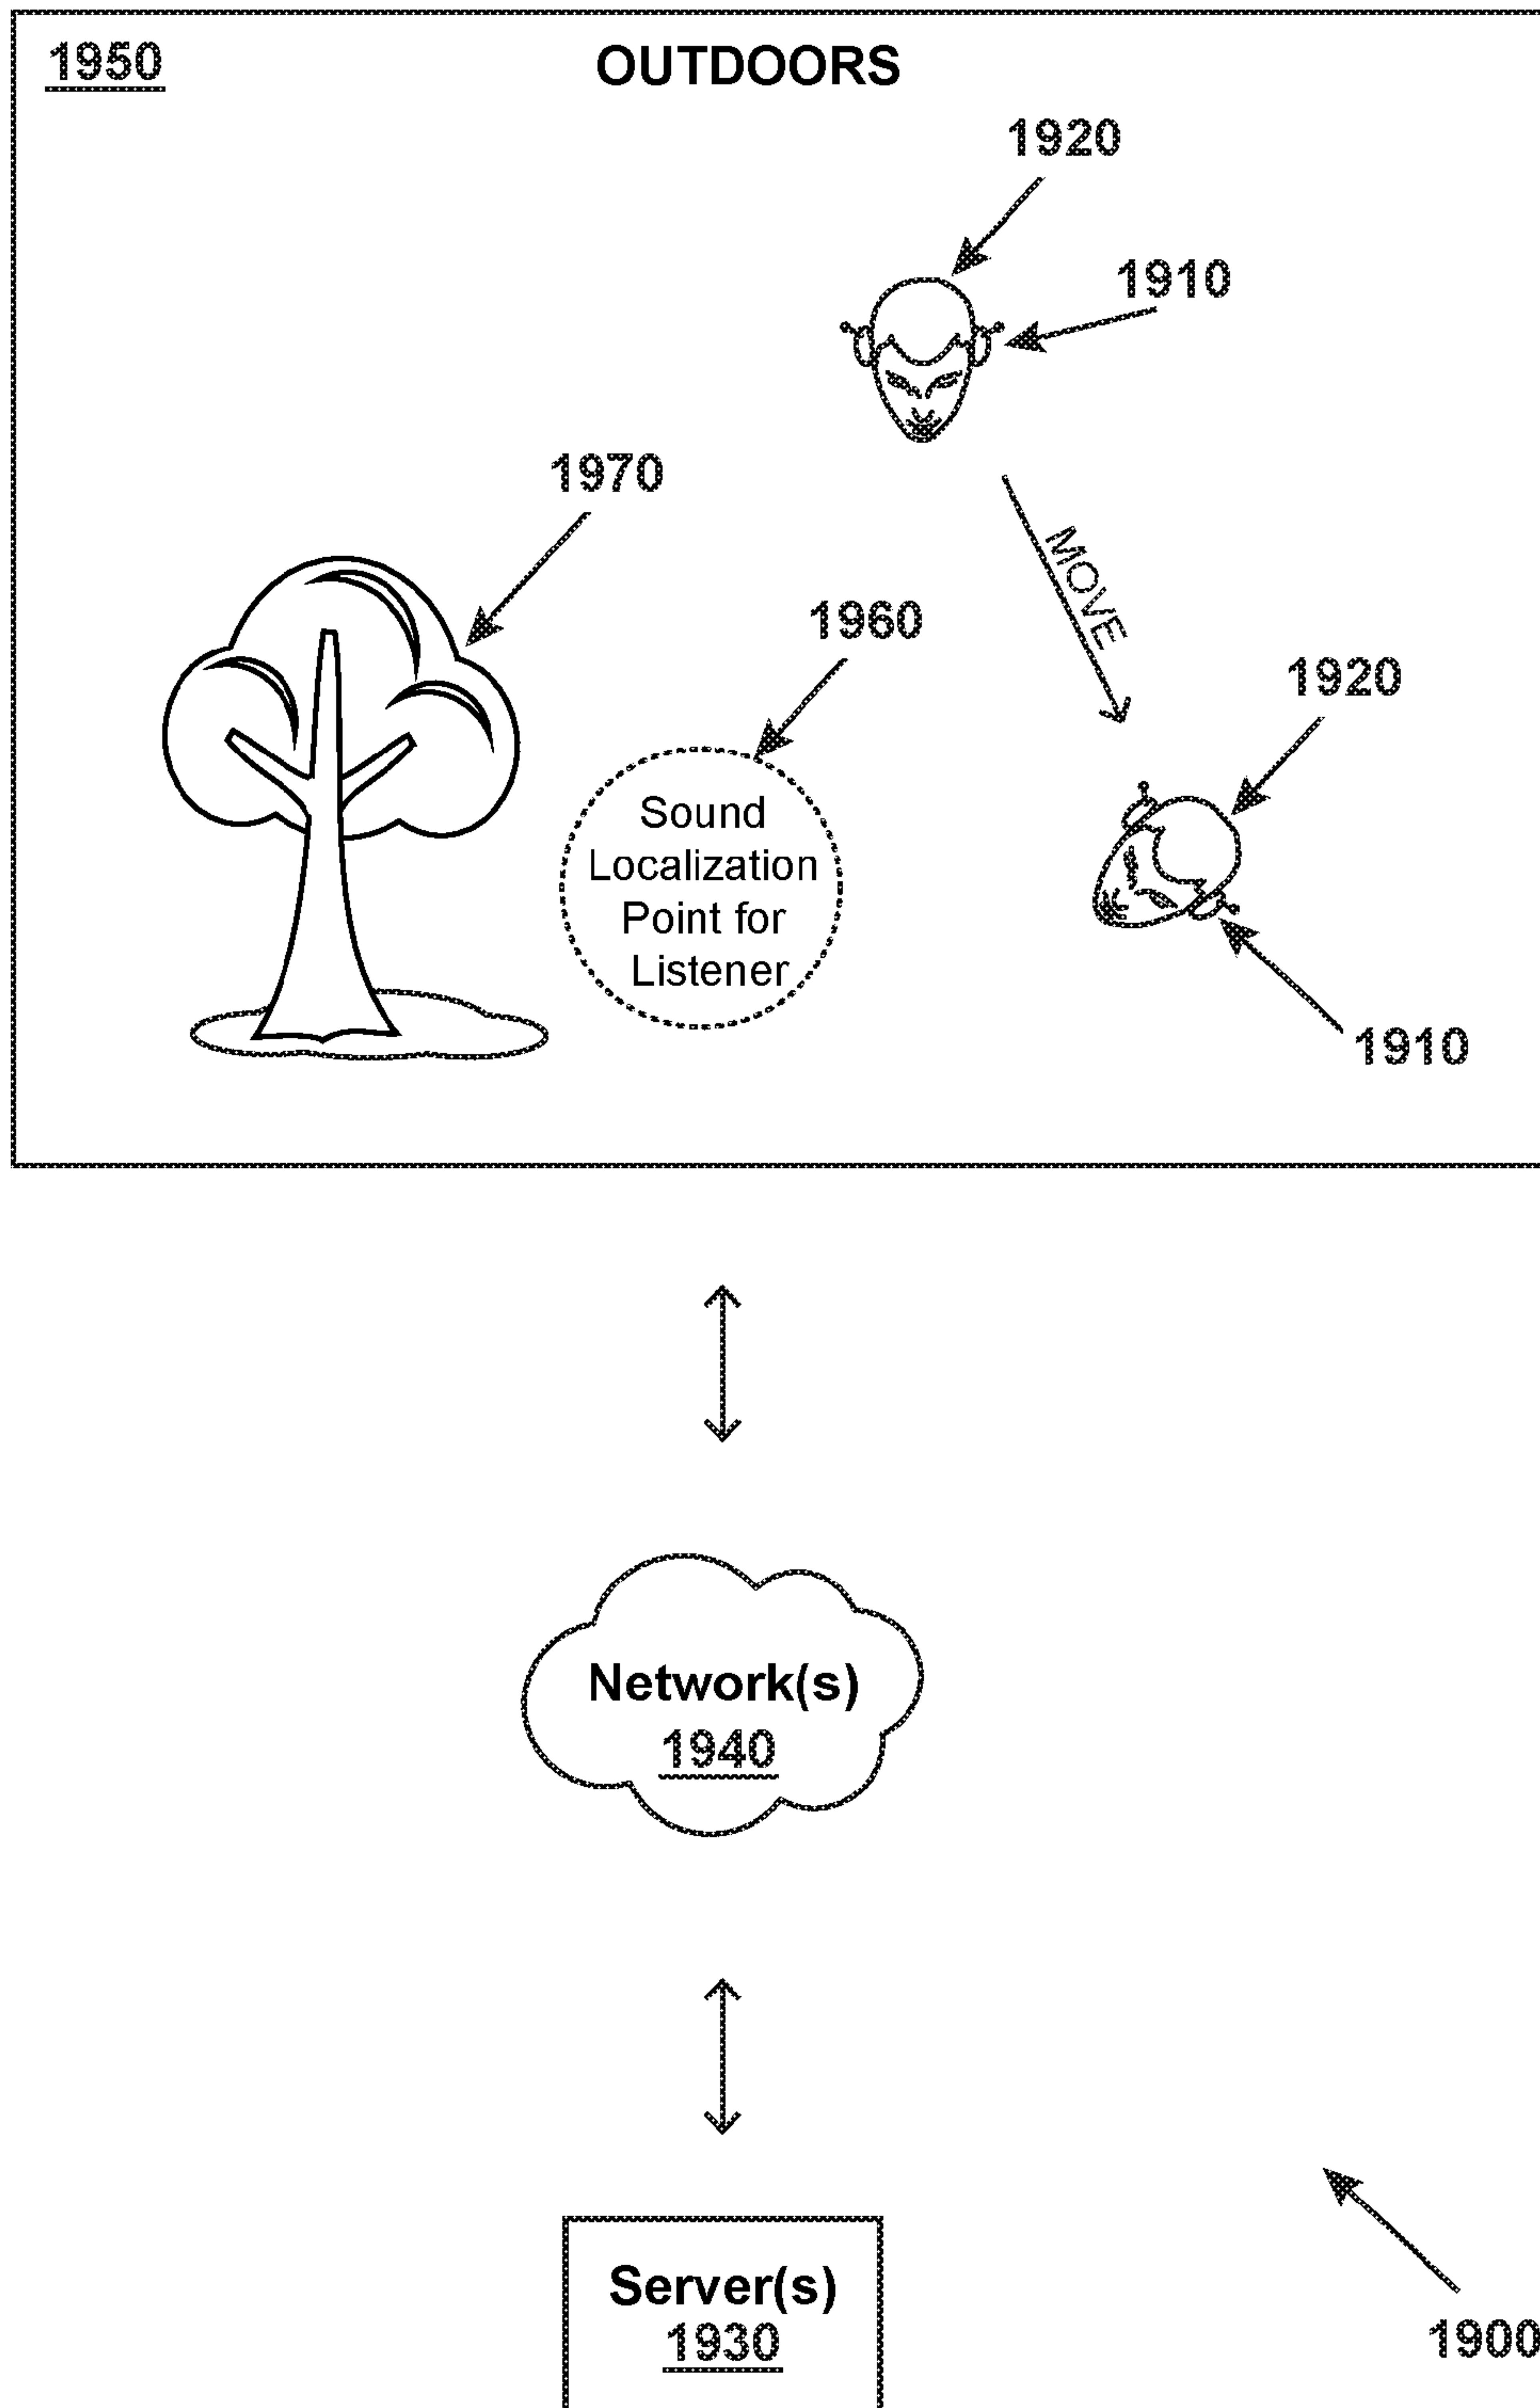 1950
OUTDOORS
1920
1910
1970
MOVE
1960
1920
Sound
Localization
Point for
Listener
1910
Network(s)
1940
Server(s)
1930
1900